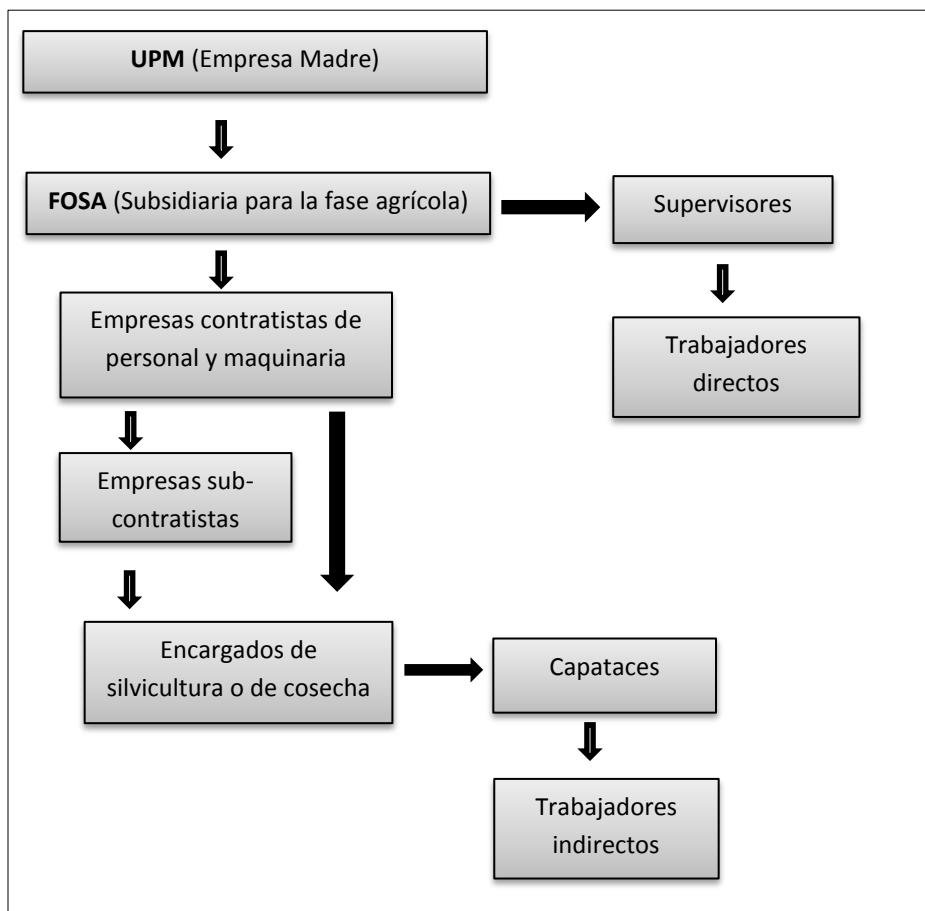 UPM (Empresa Madre)
FOSA (Subsidiaria para la fase agrícola)
Supervisores
Empresas contratistas de
personal y maquinaria
Trabajadores
directos
Empresas sub-
contratistas
Encargados de
silvicultura o de cosecha
Capataces
Trabajadores
indirectos